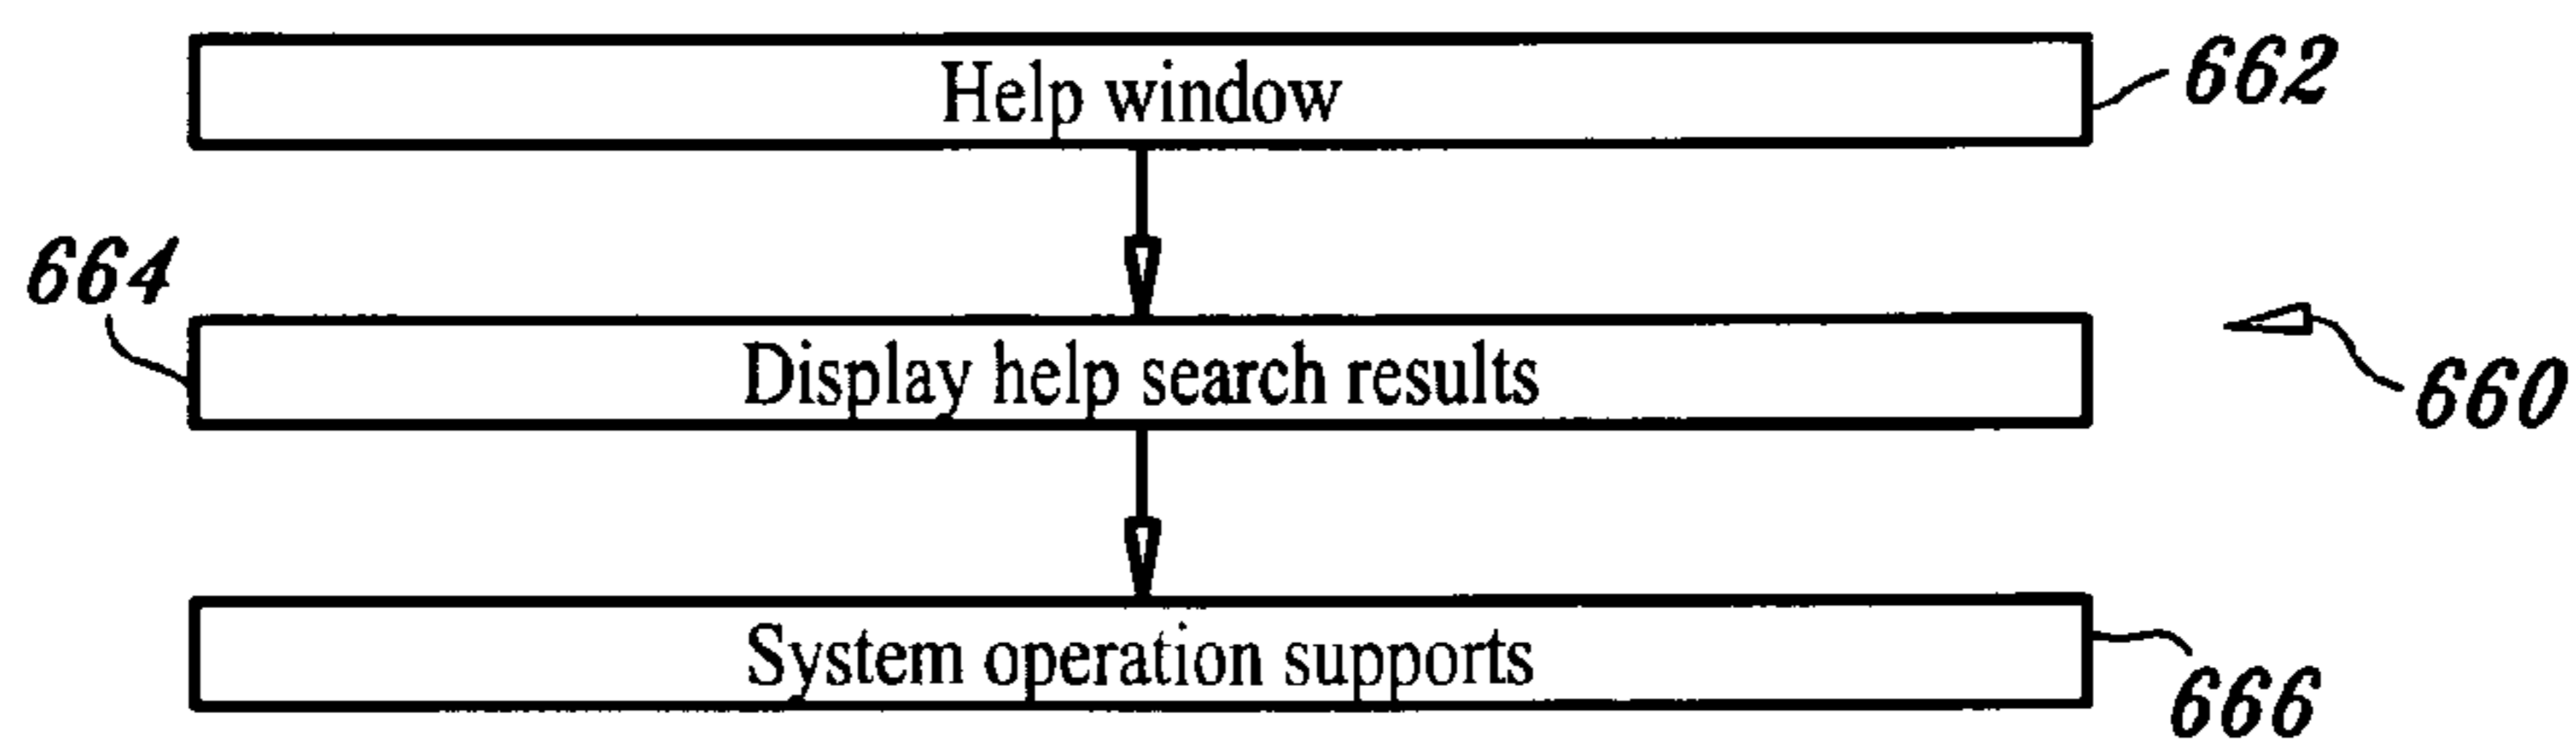 Help window
662
664
Display help search results
660
System operation supports
666